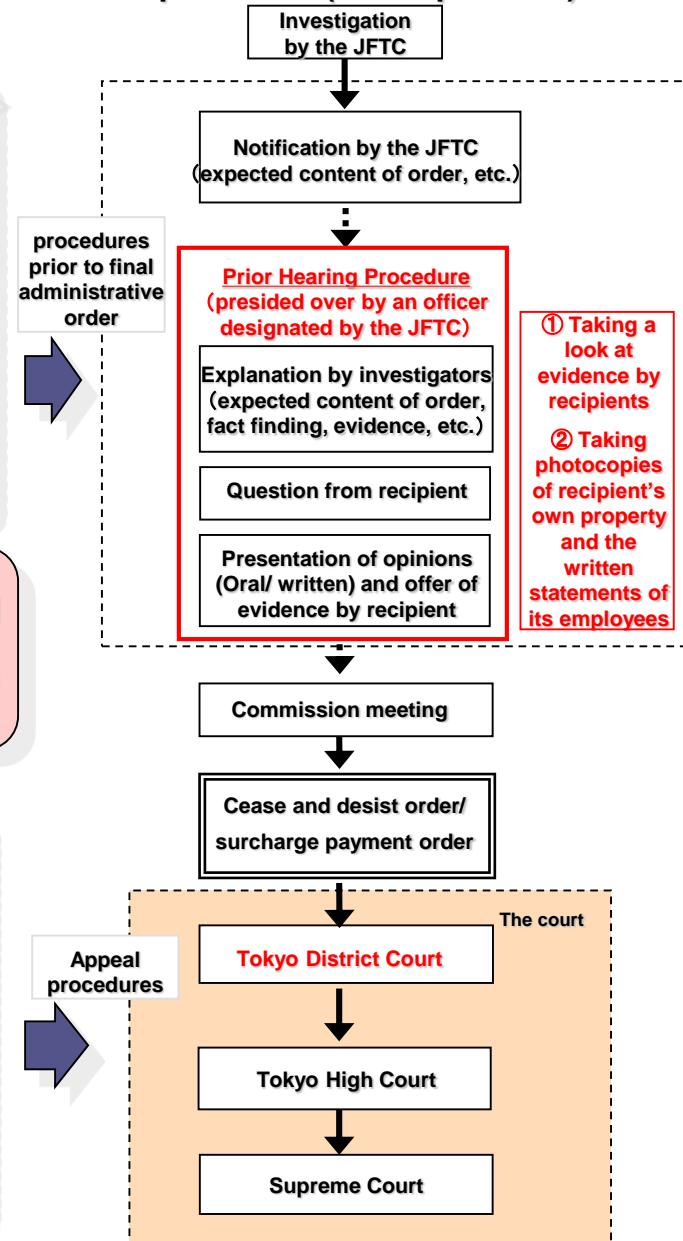 Investigation
by the JFTC
Notification by the JFTC
（expected content of order, etc.）
procedures
prior to final
administrative
order
Prior Hearing Procedure
（presided over by an officer
designated by the JFTC）
Explanation by investigators
（expected content of order,
fact finding, evidence, etc.）
Question from recipient
Presentation of opinions
(Oral/ written) and offer of
evidence by recipient
① Taking a
look at
evidence by
recipients
② Taking
photocopies
of recipient's
own property
and the
written
statements of
its employees
Commission meeting
Cease and desist order/
surcharge payment order
The court
Appeal
procedures
Tokyo District Court
Tokyo High Court
Supreme Court